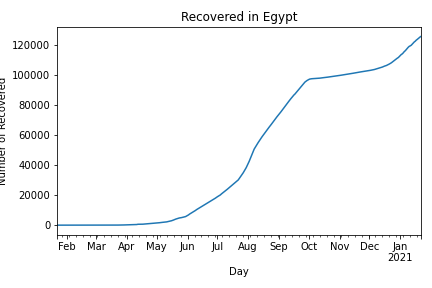 Recovered in Egypt
120000
100000
80000
60000
40000
20000
0
Number of Recovered
Feb Mar Apr May Jun Jul Aug Sep Oct Nov Dec Jan
2021
Day